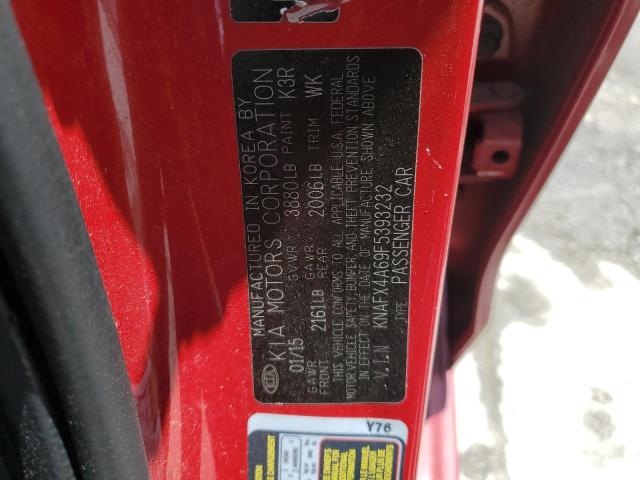 MANUFACTURED IN KOREA BY
KIA MOTORS CORPORATION
01/15 GVWR 3880LB PAINT K3R
GAWR FRONT 2161LB GAWR REAR 2006LB TRIM WK
THIS VEHICLE CONFORMS TO ALL APPLICABLE U.S.A. FEDERAL
MOTOR VEHICLE SAFETY, BUMPER, AND THEFT PREVENTION STANDARDS
IN EFFECT ON THE DATE OF MANUFACTURE SHOWN ABOVE
V.I.N KNAFX4A69F5393232
TYPE: PASSENGER CAR
KIA
Y76